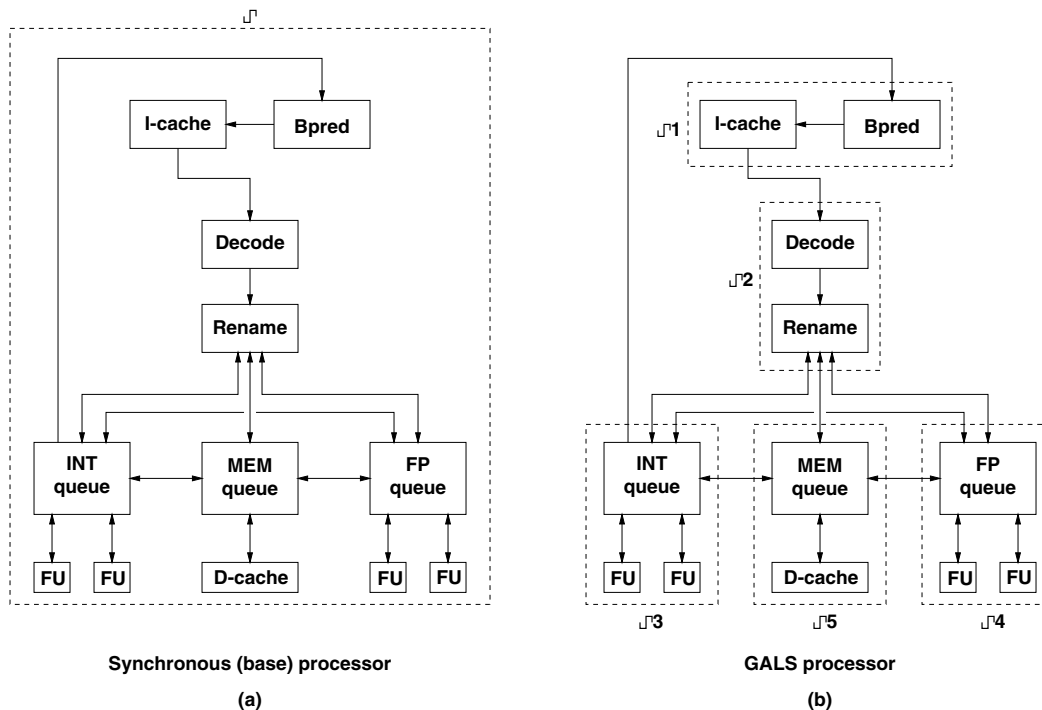 I-cache
Bpred
Decode
Rename
INT
queue
MEM
queue
FP
queue
FU
FU
D-cache
FU
FU
Synchronous (base) processor
(a)
I-cache
Bpred
1
Decode
2
Rename
INT
queue
MEM
queue
FP
queue
FU
FU
D-cache
FU
FU
3
5
4
GALS processor
(b)